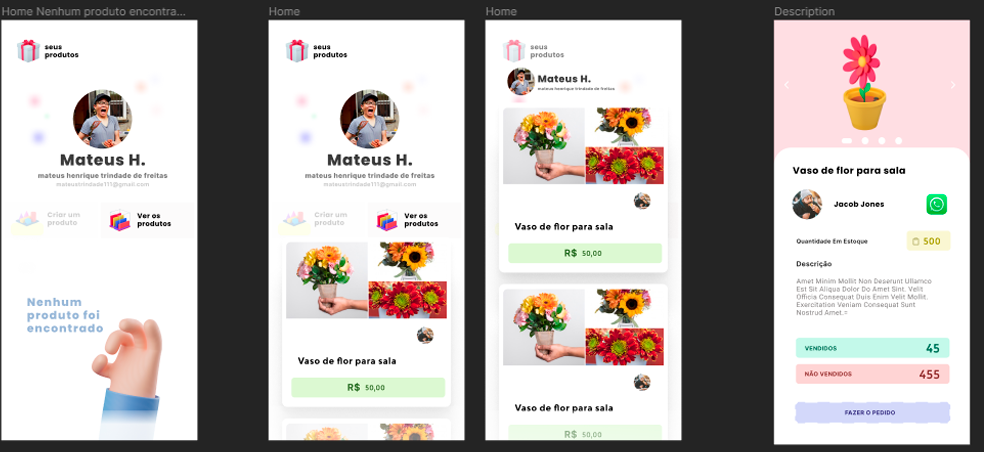 Home Nenhum produto encontra...
seus
produtos
Mateus H.
mateus henrique trindade de freitas
mateustrindade111@gmail.com
Criar um
produto
Ver os
produtos
Nenhum
produto foi
encontrado
Home
seus
produtos
Mateus H.
mateus henrique trindade de freitas
mateustrindade111@gmail.com
Criar um
produto
Ver os
produtos
Vaso de flor para sala
R$ 50,00
Home
seus
produtos
Mateus H.
mateus henrique trindade de freitas
Vaso de flor para sala
R$ 50,00
Vaso de flor para sala
R$ 50,00
Description
Vaso de flor para sala
Jacob Jones
Quantidade Em Estoque
500
Descrição
Amet Minim Mollit Non Deserunt Ullamco
Est Sit Aliqua Dolor Do Amet Sint. Velit
Officia Consequat Duis Enim Velit Mollit.
Exercitation Veniam Consequat Sunt
Nostrud Amet.=
VENDIDOS 45
NÃO VENDIDOS 455
FAZER O PEDIDO